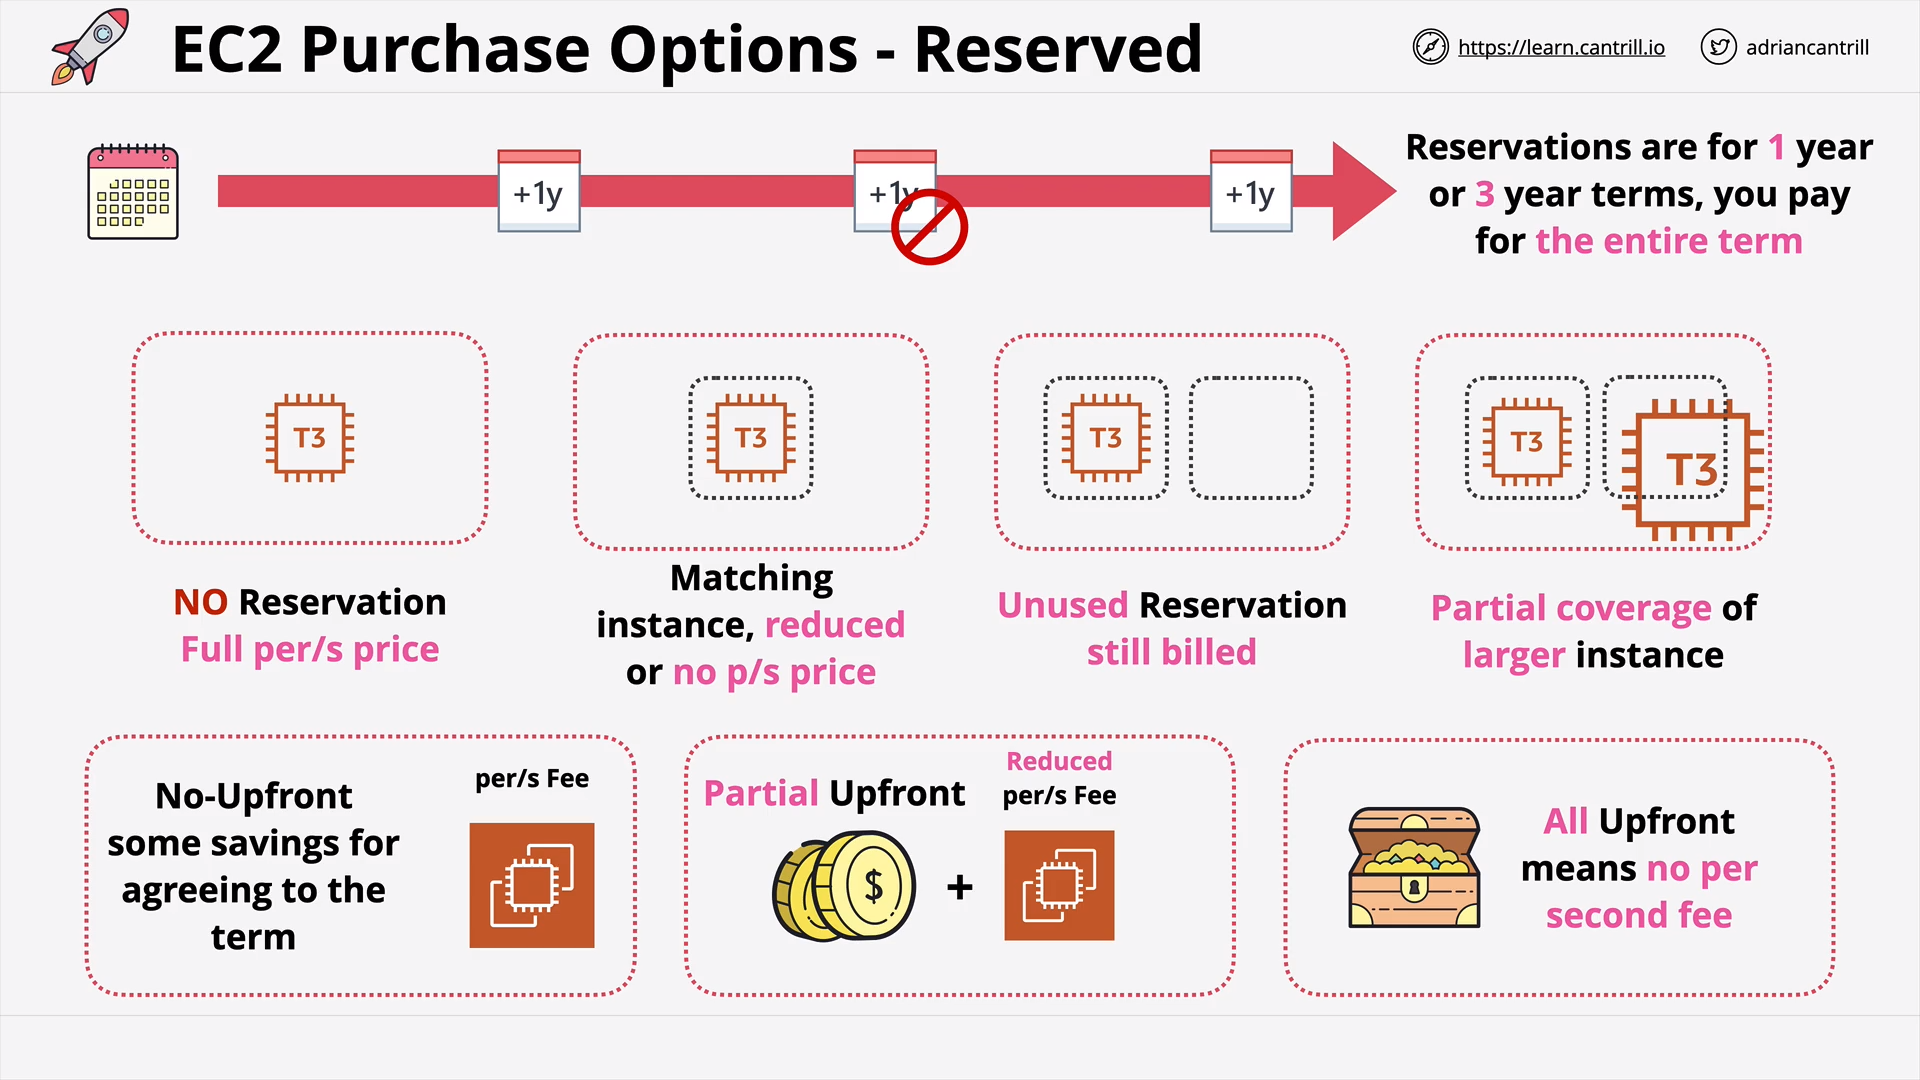 EC2 Purchase Options - Reserved
https://learn.cantrill.io
adriancantrill
+1y
+1y
+1y
Reservations are for 1 year
or 3 year terms, you pay
for the entire term
T3
T3
T3
T3
T3
NO Reservation
Full per/s price
Matching
instance, reduced
or no p/s price
Unused Reservation
still billed
Partial coverage of
larger instance
No-Upfront
some savings for
agreeing to the
term
per/s Fee
Partial Upfront
Reduced
per/s Fee
$
+
All Upfront
means no per
second fee